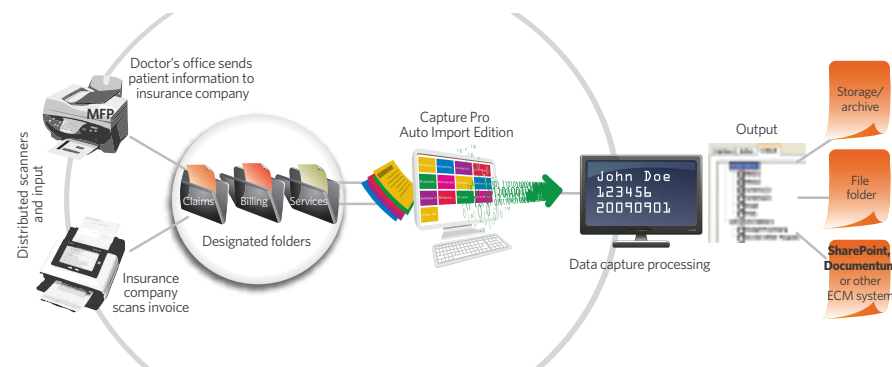 Doctor's office sends
patient information to
insurance company
MFP
Distributed scanners
and input
Claims
Billing
Services
Designated folders
Insurance
company
scans invoice
Capture Pro
Auto Import Edition
John Doe
123456
20090901
Data capture processing
Output
Storage/
archive
File
folder
SharePoint,
Documentum
or other
ECM system